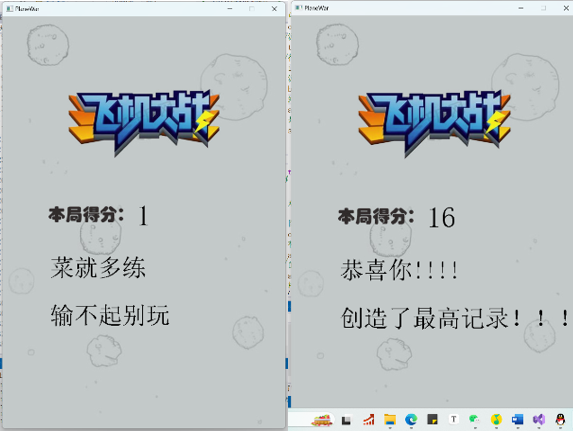 PlaneWar
飞机大战
本局得分：1
菜就多练
输不起别玩
PlaneWar
飞机大战
本局得分：16
恭喜你!!!!
创造了最高记录！！！